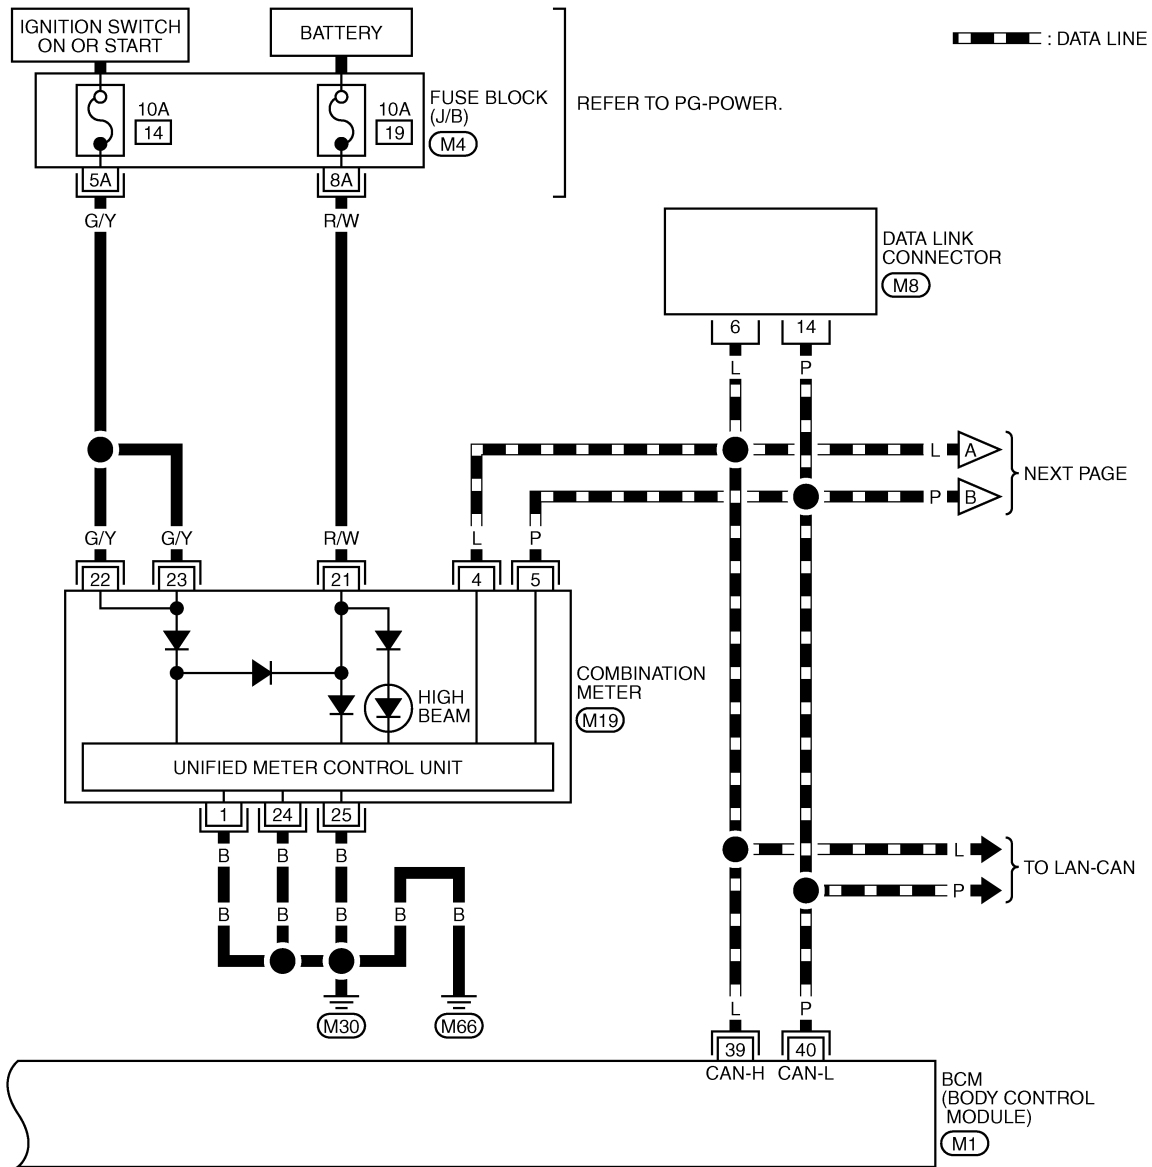 IGNITION SWITCH
ON OR START
BATTERY
: DATA LINE
10A
14
10A
19
FUSE BLOCK
(J/B)
M4
REFER TO PG-POWER.
5A
8A
G/Y
R/W
DATA LINK
CONNECTOR
M8
6
14
L
P
L
A
P
B
NEXT PAGE
G/Y
G/Y
R/W
L
P
22
23
21
4
5
HIGH
BEAM
COMBINATION
METER
M19
UNIFIED METER CONTROL UNIT
1
24
25
B
B
B
L
P
TO LAN-CAN
B
B
B
B
B
M30
M66
L
P
39
40
CAN-H
CAN-L
BCM
(BODY CONTROL
MODULE)
M1